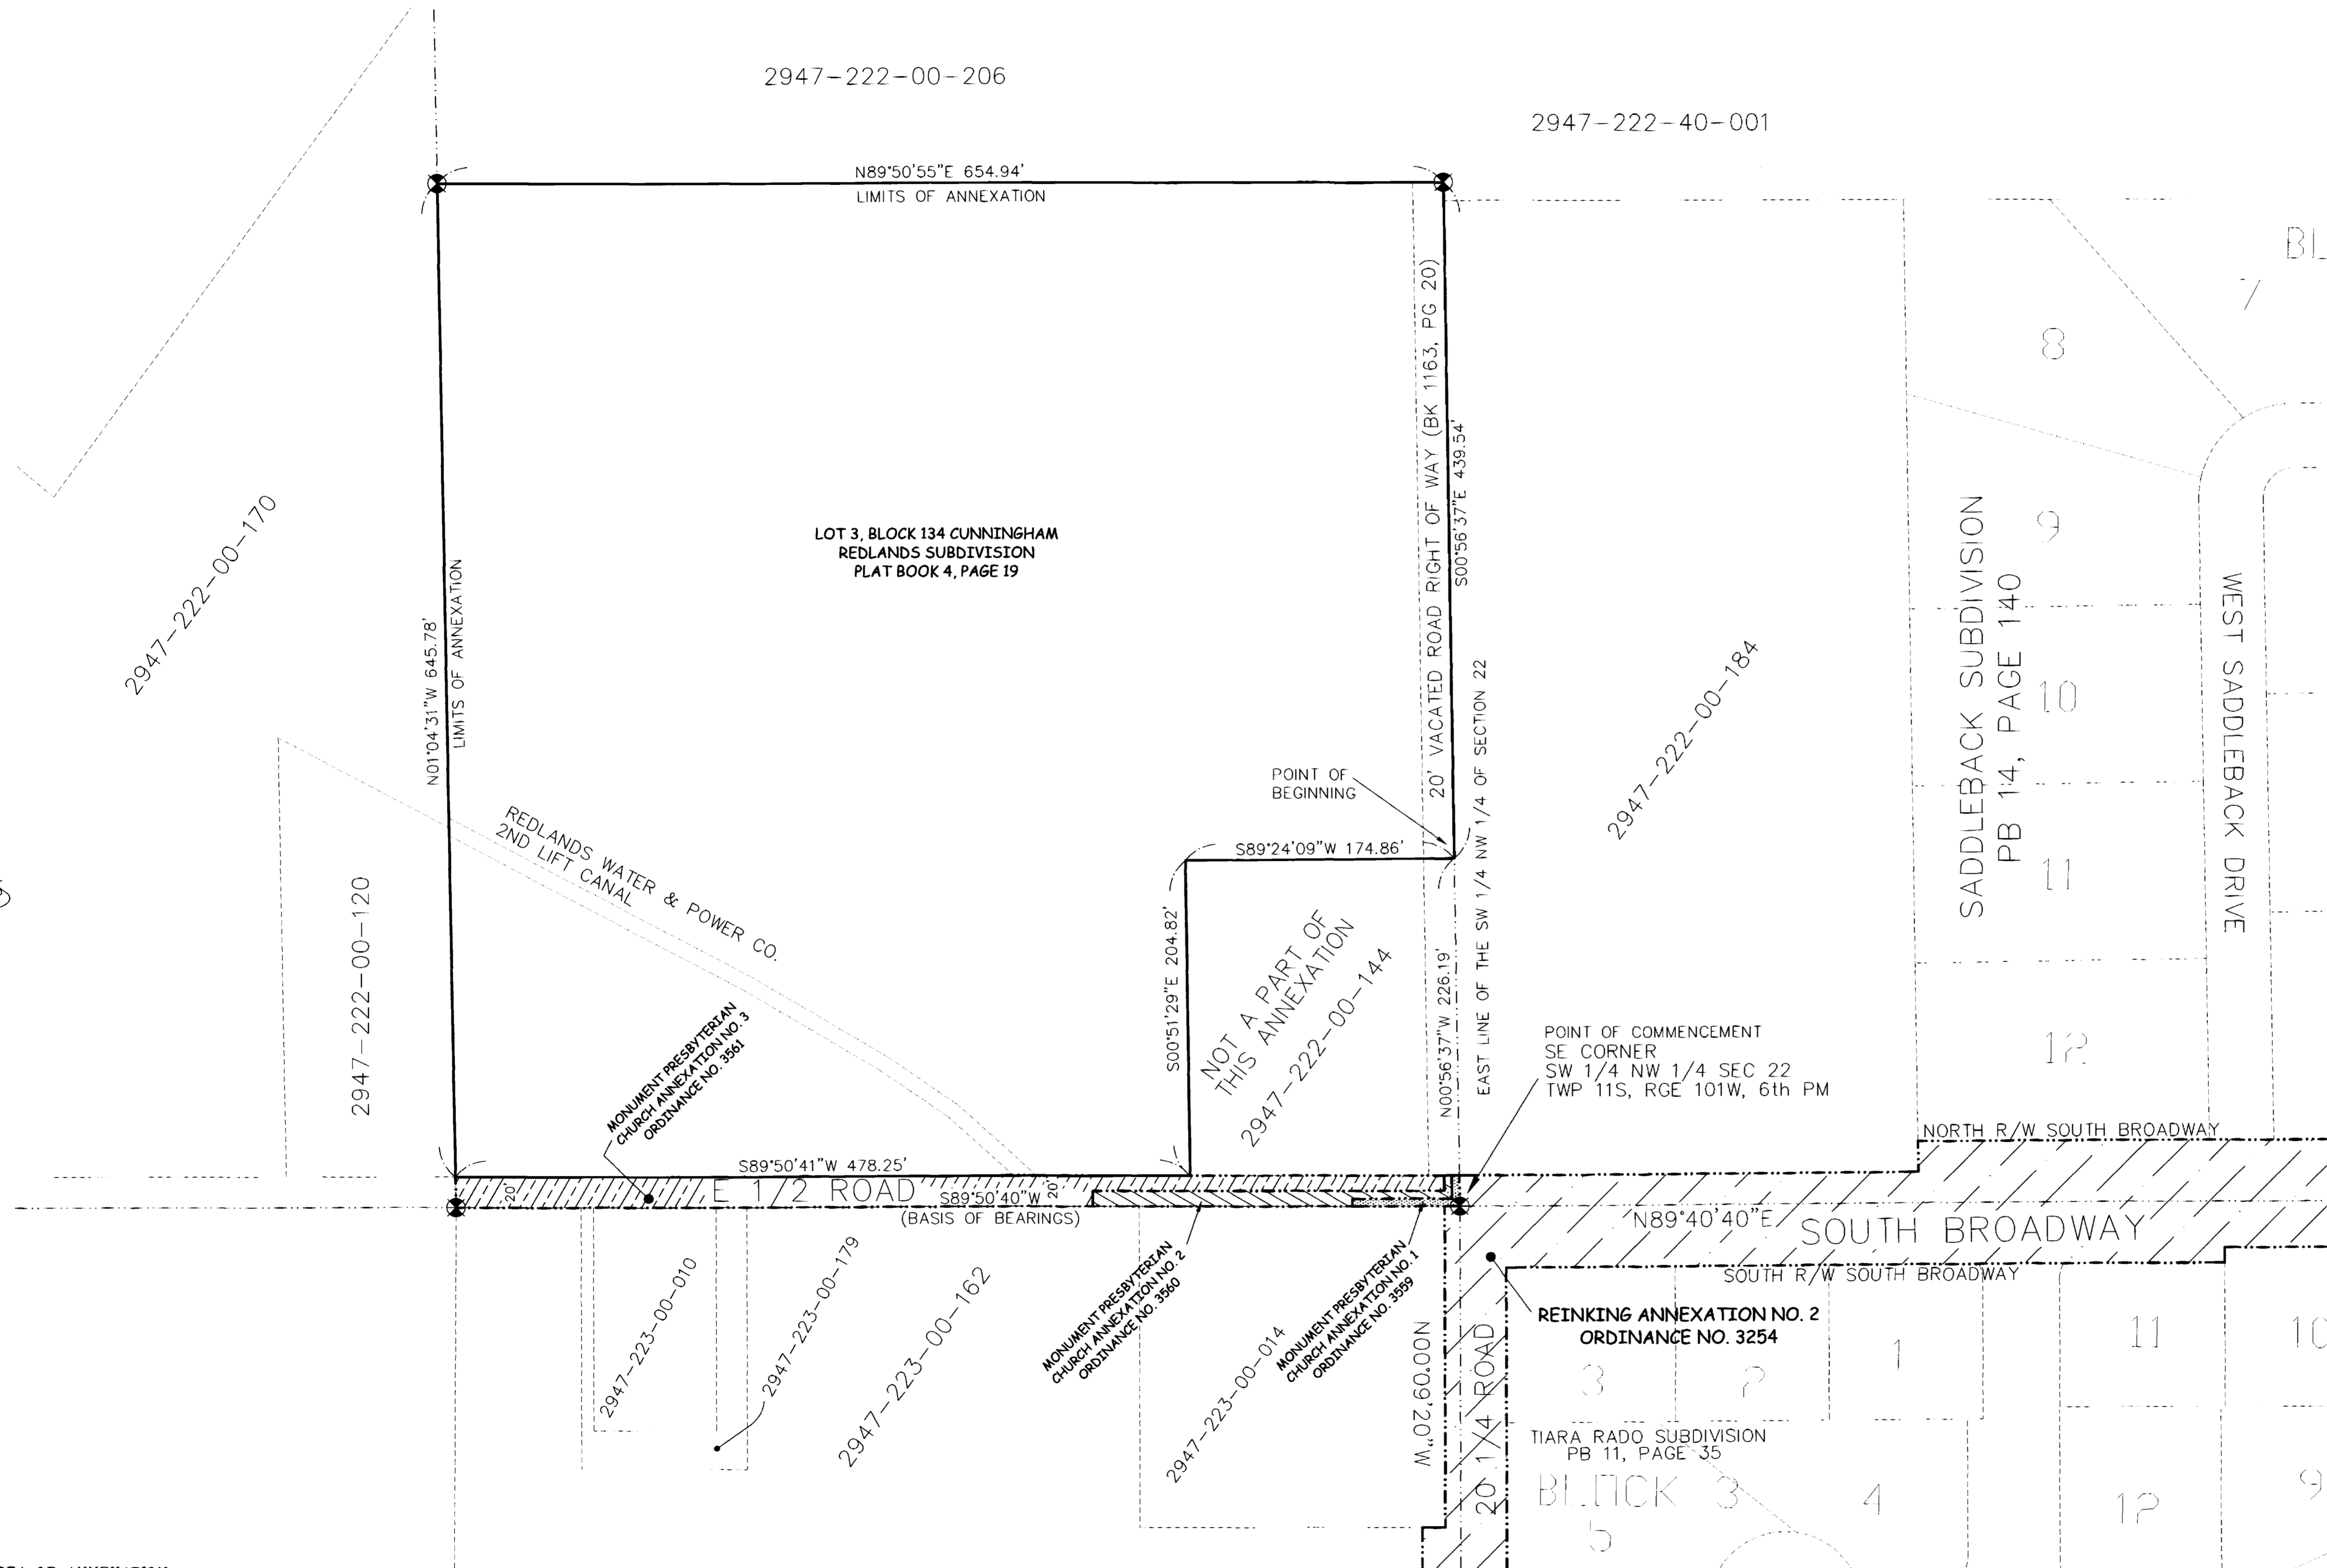 2947-222-00-206
2947-222-40-001
N89°50'55"E 654.94'
LIMITS OF ANNEXATION
BL
7
8
9
10
11
12
20' VACATED ROAD RIGHT OF WAY (BK 1163, PG 20)
S00°56'37"E 439.54'
2947-222-00-170
LOT 3, BLOCK 134 CUNNINGHAM
REDLANDS SUBDIVISION
PLAT BOOK 4, PAGE 19
N01°04'31"W 645.78'
LIMITS OF ANNEXATION
2947-222-00-184
SADDLEBACK SUBDIVISION
PB 14, PAGE 140
WEST SADDLEBACK DRIVE
EAST LINE OF THE SW 1/4 NW 1/4 OF SECTION 22
POINT OF
BEGINNING
REDLANDS WATER & POWER CO.
2ND LIFT CANAL
S89°24'09"W 174.86'
2947-222-00-120
S00°51'29"E 204.82'
NOT A PART OF
THIS ANNEXATION
2947-222-00-144
N00°56'37"W 226.19'
MONUMENT PRESBYTERIAN
CHURCH ANNEXATION NO. 3
ORDINANCE NO. 3561
POINT OF COMMENCEMENT
SE CORNER
SW 1/4 NW 1/4 SEC 22
TWP 11S, RGE 101W, 6th PM
NORTH R/W SOUTH BROADWAY
S89°50'41"W 478.25'
20'
E 1/2 ROAD
S89°50'40"W
20'
(BASIS OF BEARINGS)
N89°40'40"E
SOUTH BROADWAY
SOUTH R/W SOUTH BROADWAY
2947-223-00-010
2947-223-00-179
2947-223-00-162
MONUMENT PRESBYTERIAN
CHURCH ANNEXATION NO. 2
ORDINANCE NO. 3560
2947-223-00-014
MONUMENT PRESBYTERIAN
CHURCH ANNEXATION NO. 1
ORDINANCE NO. 3559
N00°09'20"W
20 1/4 ROAD
REINKING ANNEXATION NO. 2
ORDINANCE NO. 3254
3
2
1
11
10
TIARA RADO SUBDIVISION
PB 11, PAGE 35
BLOCK 3
5
4
12
9